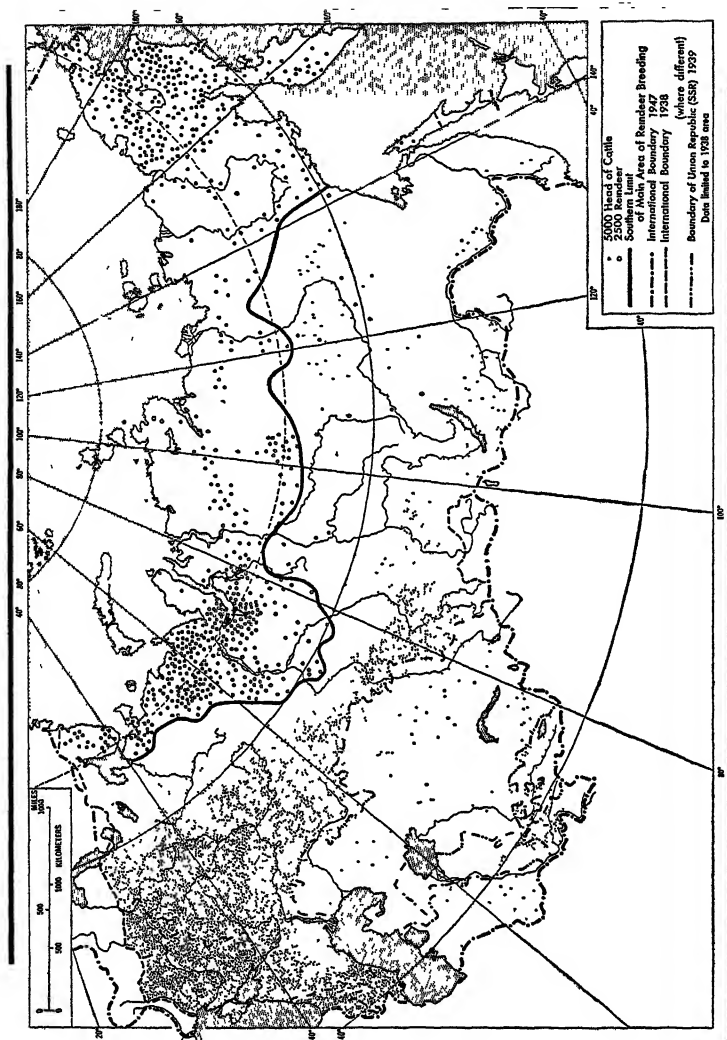 MILES
500 1000
500 1000
KILOMETERS
180°
160°
140°
120°
100°
80°
60°
40°
20°
40°
40°
80°
100°
120°
140°
5000 Head of Cattle
2500 Reindeer
Southern Limit
of Main Area of Reindeer Breeding
International Boundary 1947
International Boundary 1938
(where different)
Boundary of Union Republic (SSR) 1939
Data limited to 1938 area